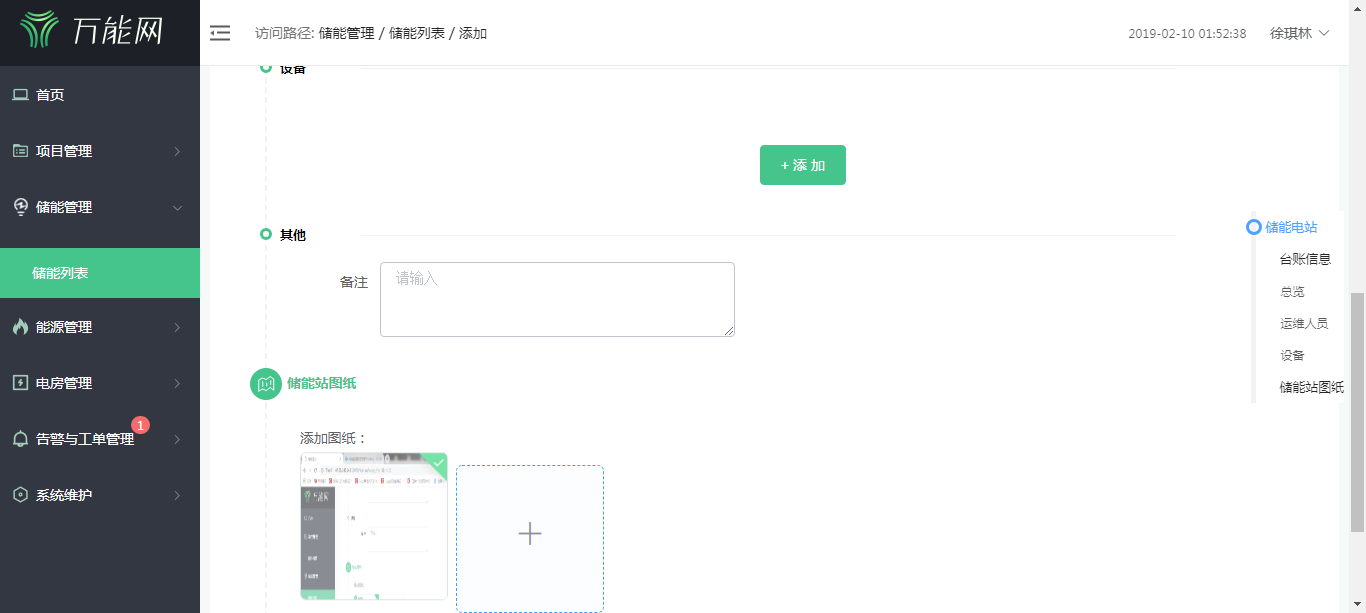 万能网
访问路径: 储能管理 / 储能列表 / 添加
2019-02-10 01:52:38
徐琪林
首页
项目管理
储能管理
储能列表
能源管理
电房管理
告警与工单管理
1
系统维护
设备
+ 添 加
其他
备注
请输入
储能站图纸
添加图纸：
储能电站
台账信息
总览
运维人员
设备
储能站图纸